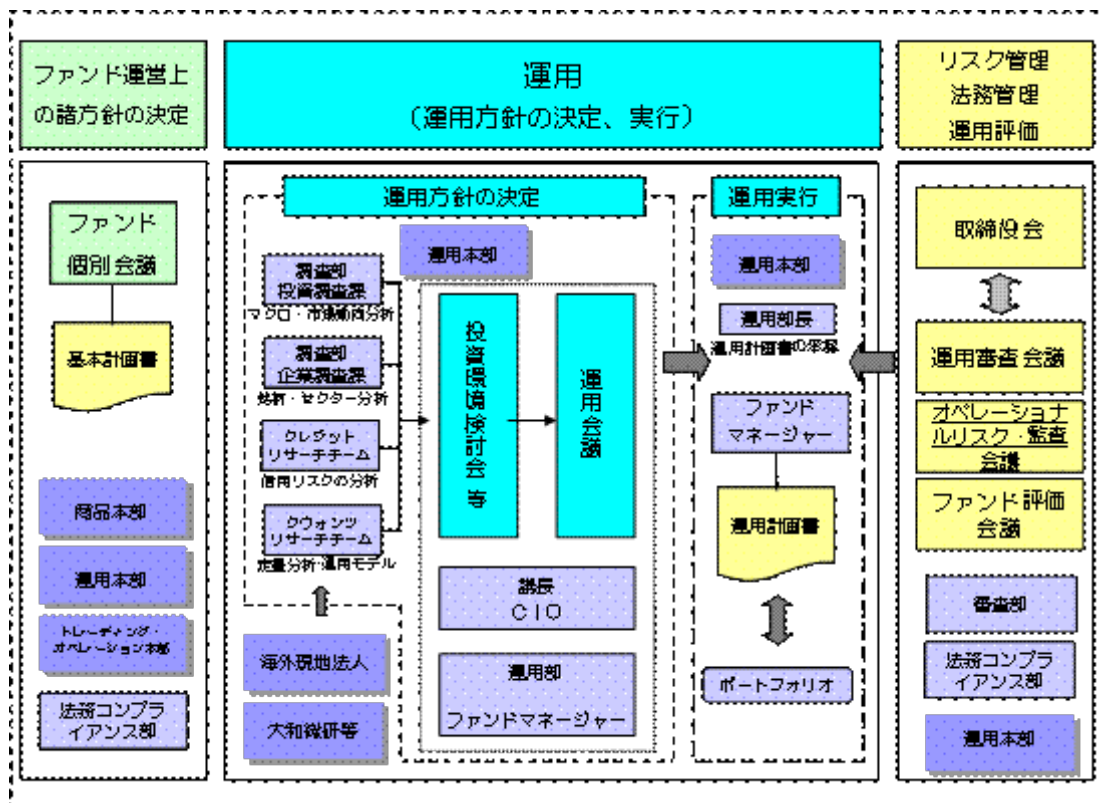 ファンド運営上
の諸方針の決定
運用
(運用方針の決定、実行)
リスク管理
法務管理
運用評価
ファンド
個別会議
基本計画書
商品本部
運用本部
トレーディング・
オペレーション本部
法務コンプラ
イアンス部
運用方針の決定
運用本部
調査部
投資調査課
マクロ・市場動向分析
調査部
企業調査課
銘柄・セクター分析
クレジット
リサーチチーム
信用リスクの分析
クウォンツ
リサーチチーム
定量分析・運用モデル
海外現地法人
大和総研等
投資環境検討会 等
運用会議
議長
CIO
運用部
ファンドマネージャー
運用実行
運用本部
運用部長
運用計画書の承認
ファンド
マネージャー
運用計画書
ポートフォリオ
取締役会
運用審査会議
オペレーショナ
ルリスク・監査
会議
ファンド評価
会議
審査部
法務コンプラ
イアンス部
運用本部